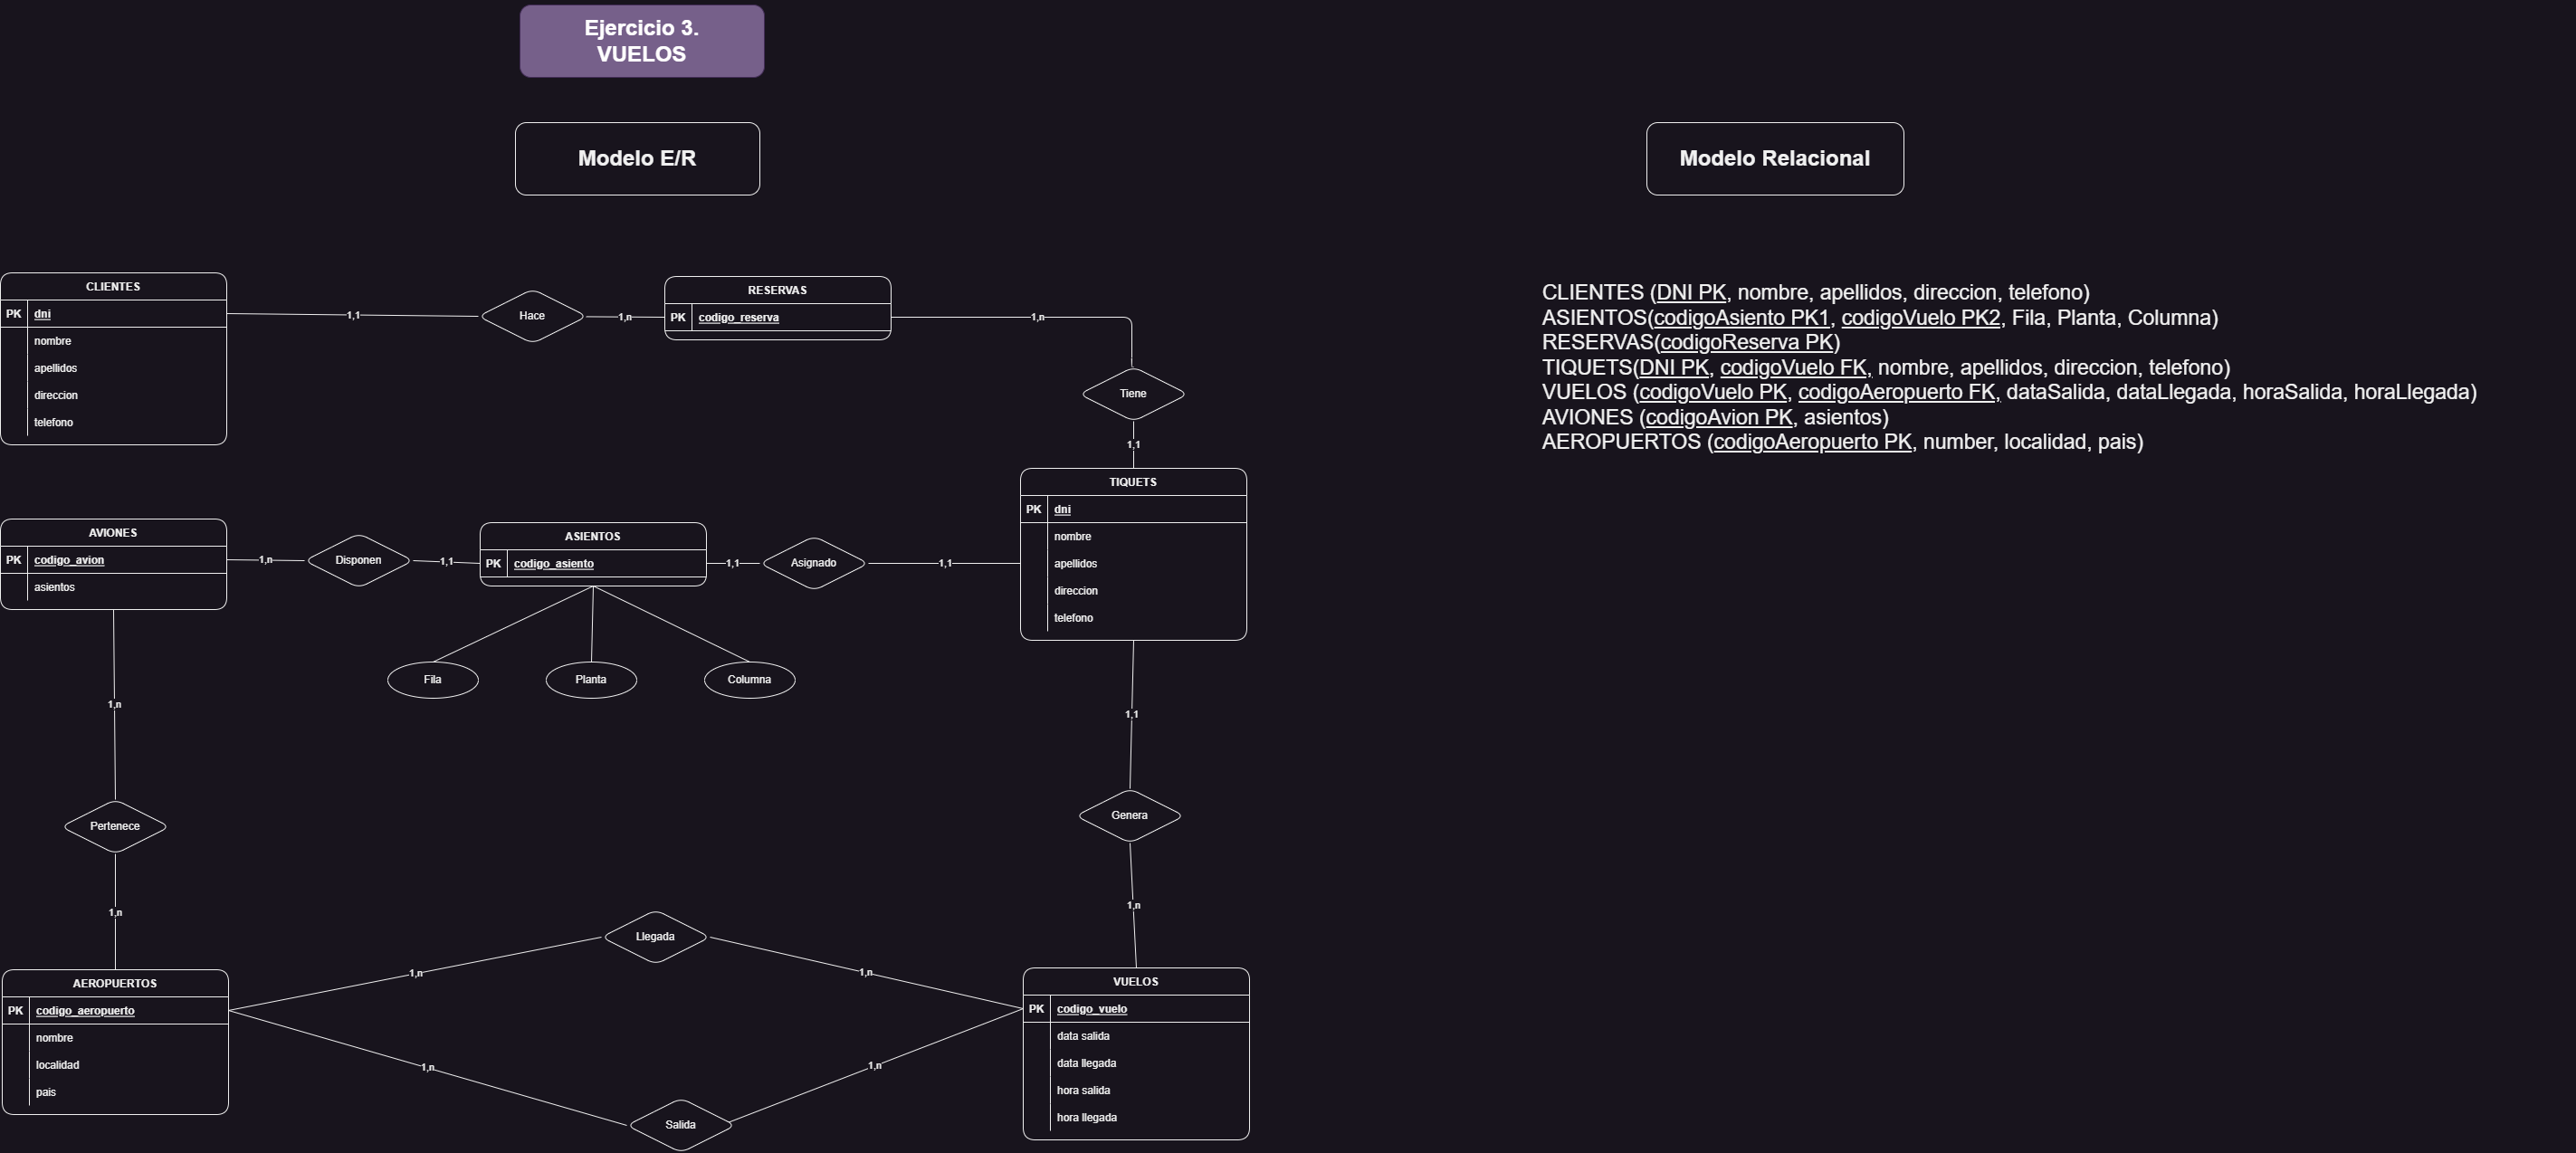 Ejercicio 3.
VUELOS
Modelo E/R
Modelo Relacional
CLIENTES
PK dni
nombre
apellidos
direccion
telefono
1,1
Hace
1,n
RESERVAS
PK codigo_reserva
1,n
Tiene
1,1
CLIENTES (DNI PK, nombre, apellidos, direccion, telefono)
ASIENTOS(codigoAsiento PK1, codigoVuelo PK2, Fila, Planta, Columna)
RESERVAS(codigoReserva PK)
TIQUETS(DNI PK, codigoVuelo FK, nombre, apellidos, direccion, telefono)
VUELOS (codigoVuelo PK, codigoAeropuerto FK, dataSalida, dataLlegada, horaSalida, horaLlegada)
AVIONES (codigoAvion PK, asientos)
AEROPUERTOS (codigoAeropuerto PK, number, localidad, pais)
AVIONES
PK codigo_avion
asientos
1,n
Disponen
1,1
ASIENTOS
PK codigo_asiento
1,1
Asignado
1,1
TIQUETS
PK dni
nombre
apellidos
direccion
telefono
Fila
Planta
Columna
1,n
Pertenece
1,n
1,1
Genera
1,n
AEROPUERTOS
PK codigo_aeropuerto
nombre
localidad
pais
1,n
Llegada
1,n
1,n
Salida
1,n
VUELOS
PK codigo_vuelo
data salida
data llegada
hora salida
hora llegada